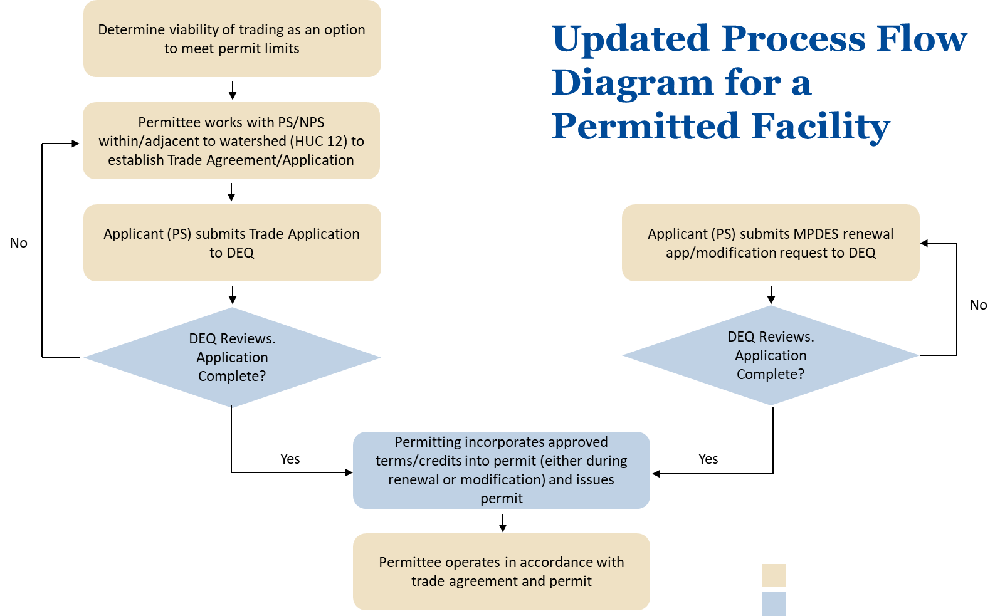 Updated Process Flow
Diagram for a
Permitted Facility
Determine viability of trading as an option
to meet permit limits
Permittee works with PS/NPS
within/adjacent to watershed (HUC 12) to
establish Trade Agreement/Application
Applicant (PS) submits Trade Application
to DEQ
No
DEQ Reviews.
Application
Complete?
Yes
Applicant (PS) submits MPDES renewal
app/modification request to DEQ
No
DEQ Reviews.
Application
Complete?
Yes
Permitting incorporates approved
terms/credits into permit (either during
renewal or modification) and issues
permit
Permittee operates in accordance with
trade agreement and permit